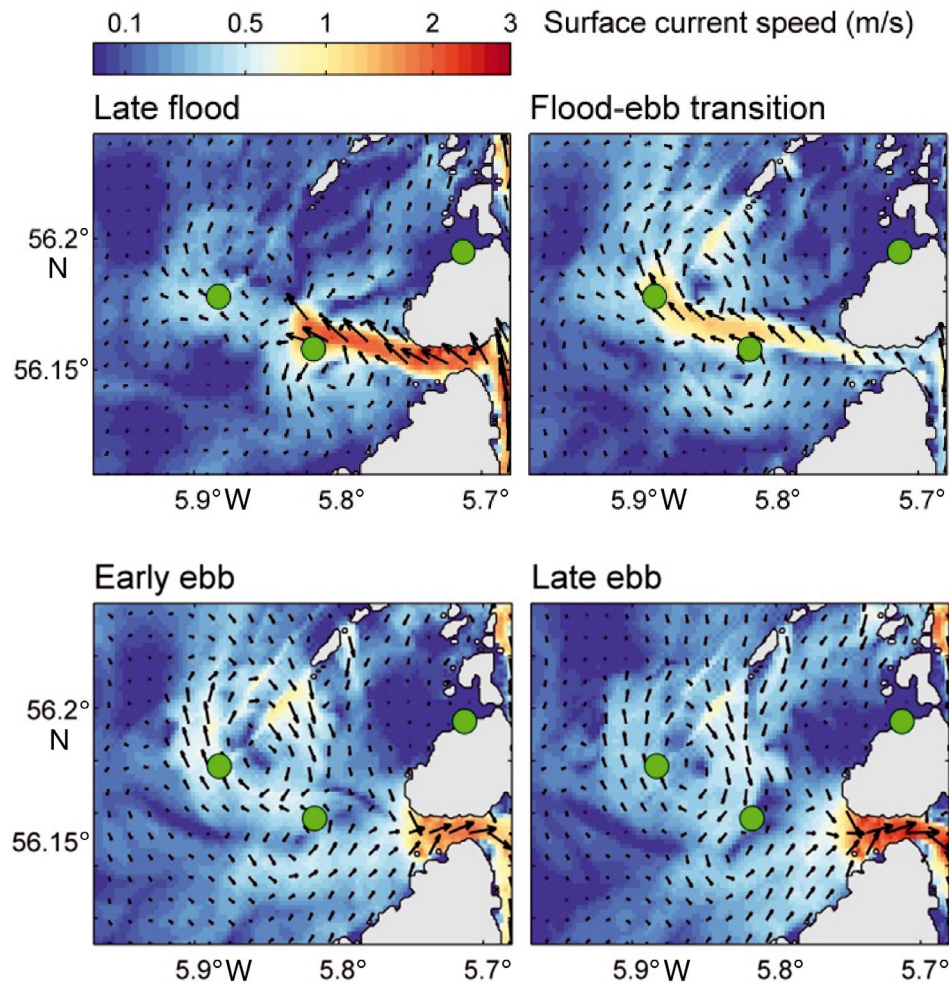 0.1 0.5 1 2 3 Surface current speed (m/s)
Late flood
Flood-ebb transition
56.2°
N
56.15°
5.9°W 5.8° 5.7°
5.9°W 5.8° 5.7°
Early ebb
Late ebb
56.2°
N
56.15°
5.9°W 5.8° 5.7°
5.9°W 5.8° 5.7°